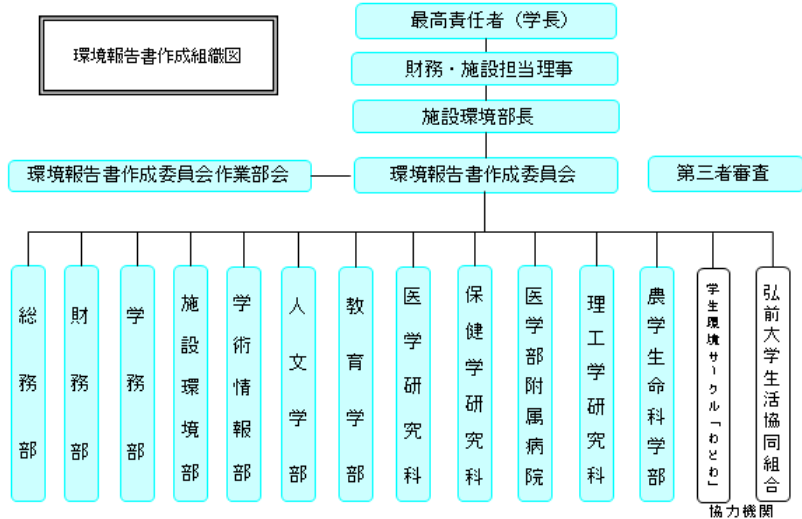 環境報告書作成組織図
最高責任者（学長）
財務・施設担当理事
施設環境部長
環境報告書作成委員会作業部会
環境報告書作成委員会
第三者審査
総務部
財務部
学務部
施設環境部
学術情報部
人文学部
教育学部
医学研究科
保健学研究科
医学部附属病院
理工学研究科
農学生命科学部
学生環境サークル「わとわ」
弘前大学生活協同組合
協力機関